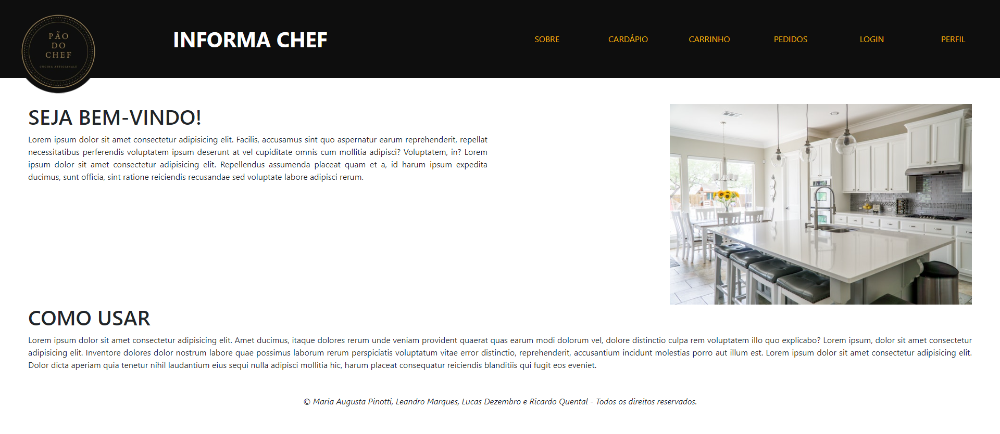 PÃO
DO
CHEF
CUCINA ARTIGIANALE
INFORMA CHEF
SOBRE
CARDÁPIO
CARRINHO
PEDIDOS
LOGIN
PERFIL
SEJA BEM-VINDO!
Lorem ipsum dolor sit amet consectetur adipisicing elit. Facilis, accusamus sint quo aspernatur earum reprehenderit, repellat
necessitatibus perferendis voluptatem ipsum deserunt at vel cupiditate omnis cum mollitia adipisci? Voluptatem, in? Lorem
ipsum dolor sit amet consectetur adipisicing elit. Repellendus assumenda placeat quam et a, id harum ipsum expedita
ducimus, sunt officia, sint ratione reiciendis recusandae sed voluptate labore adipisci rerum.
COMO USAR
Lorem ipsum dolor sit amet consectetur adipisicing elit. Amet ducimus, itaque dolores rerum unde veniam provident quaerat quas earum modi dolorum vel, dolore distinctio culpa rem voluptatem illo quo explicabo? Lorem ipsum, dolor sit amet consectetur
adipisicing elit. Inventore dolores dolor nostrum labore quae possimus laborum rerum perspiciatis voluptatum vitae error distinctio, reprehenderit, accusantium incidunt molestias porro aut illum est. Lorem ipsum dolor sit amet consectetur adipisicing elit.
Dolor dicta aperiam quia tenetur nihil laudantium eius sequi nulla adipisci mollitia hic, harum placeat consequatur reiciendis blanditiis qui fugit eos eveniet.
© Maria Augusta Pinotti, Leandro Marques, Lucas Dezembro e Ricardo Quental - Todos os direitos reservados.